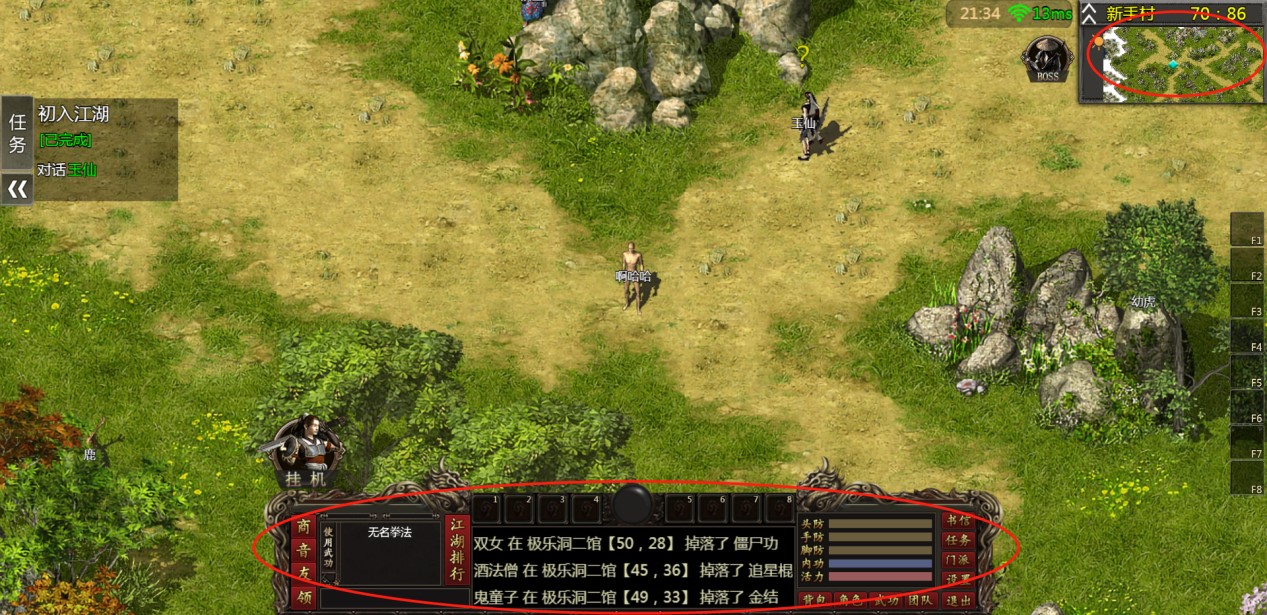 21:34 13ms 新手村 70 : 86
BOSS
任务
初入江湖
[已完成]
对话玉仙
玉仙
啊哈哈
幼虎
鹿
F1
F2
F3
F4
F5
F6
F7
F8
挂机
1 2 3 4 5 6 7 8
商
音
友
领
使用武功
无名拳法
江湖排行
双女 在 极乐洞二馆【50，28】 掉落了 僵尸功
酒法僧 在 极乐洞二馆【45，36】 掉落了 追星棍
鬼童子 在 极乐洞二馆【49，33】 掉落了 金结
头防
手防
脚防
内功
活力
书信
任务
门派
设置
背包 角色 武功 团队 退出